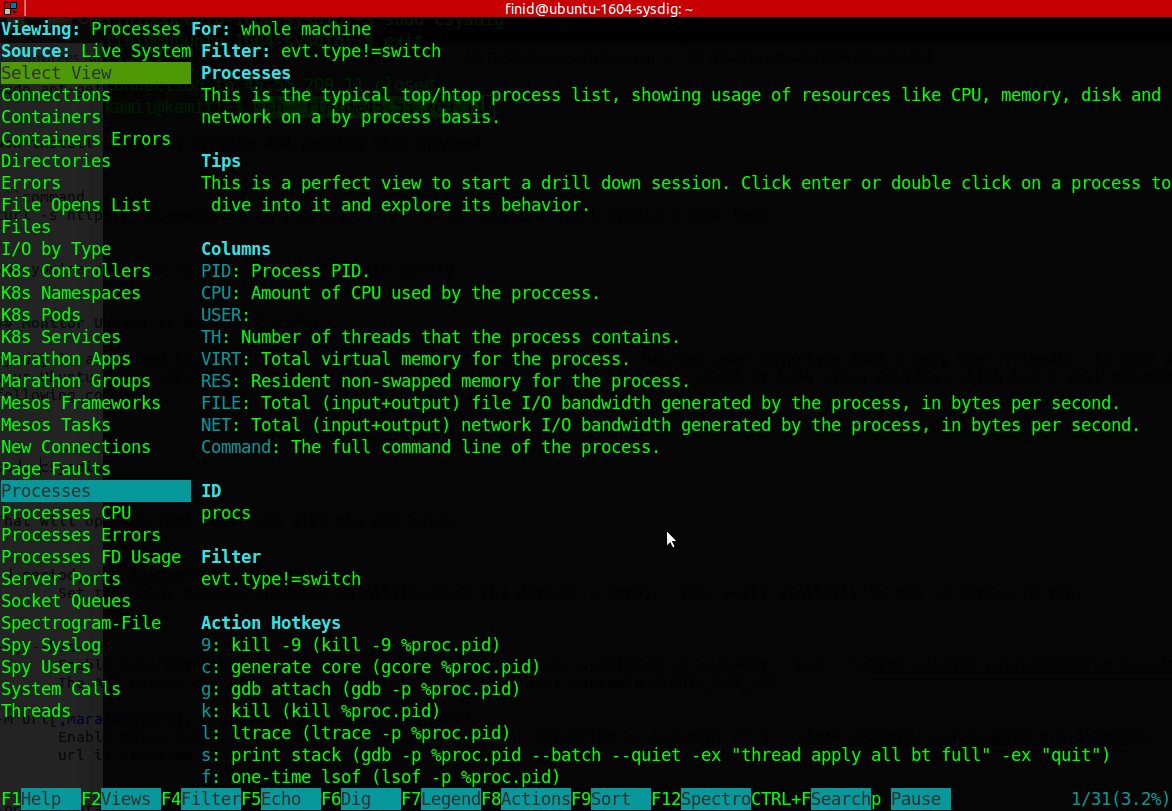 finid@ubuntu-1604-sysdig: ~
Viewing: Processes For: whole machine
Source: Live System Filter: evt.type!=switch
Select View
Connections
Containers
Containers Errors
Directories
Errors
File Opens List
Files
I/O by Type
K8s Controllers
K8s Namespaces
K8s Pods
K8s Services
Marathon Apps
Marathon Groups
Mesos Frameworks
Mesos Tasks
New Connections
Page Faults
Processes
Processes CPU
Processes Errors
Processes FD Usage
Server Ports
Socket Queues
Spectrogram-File
Spy Syslog
Spy Users
System Calls
Threads
Processes
This is the typical top/htop process list, showing usage of resources like CPU, memory, disk and
network on a by process basis.
Tips
This is a perfect view to start a drill down session. Click enter or double click on a process to
dive into it and explore its behavior.
Columns
PID: Process PID.
CPU: Amount of CPU used by the proccess.
USER:
TH: Number of threads that the process contains.
VIRT: Total virtual memory for the process.
RES: Resident non-swapped memory for the process.
FILE: Total (input+output) file I/O bandwidth generated by the process, in bytes per second.
NET: Total (input+output) network I/O bandwidth generated by the process, in bytes per second.
Command: The full command line of the process.
ID
procs
Filter
evt.type!=switch
Action Hotkeys
9: kill -9 (kill -9 %proc.pid)
c: generate core (gcore %proc.pid)
g: gdb attach (gdb -p %proc.pid)
k: kill (kill %proc.pid)
l: ltrace (ltrace -p %proc.pid)
s: print stack (gdb -p %proc.pid --batch --quiet -ex "thread apply all bt full" -ex "quit")
f: one-time lsof (lsof -p %proc.pid)
F1Help F2Views F4FilterF5Echo F6Dig F7LegendF8ActionsF9Sort F12SpectroCTRL+FSearchp Pause 1/31(3.2%)